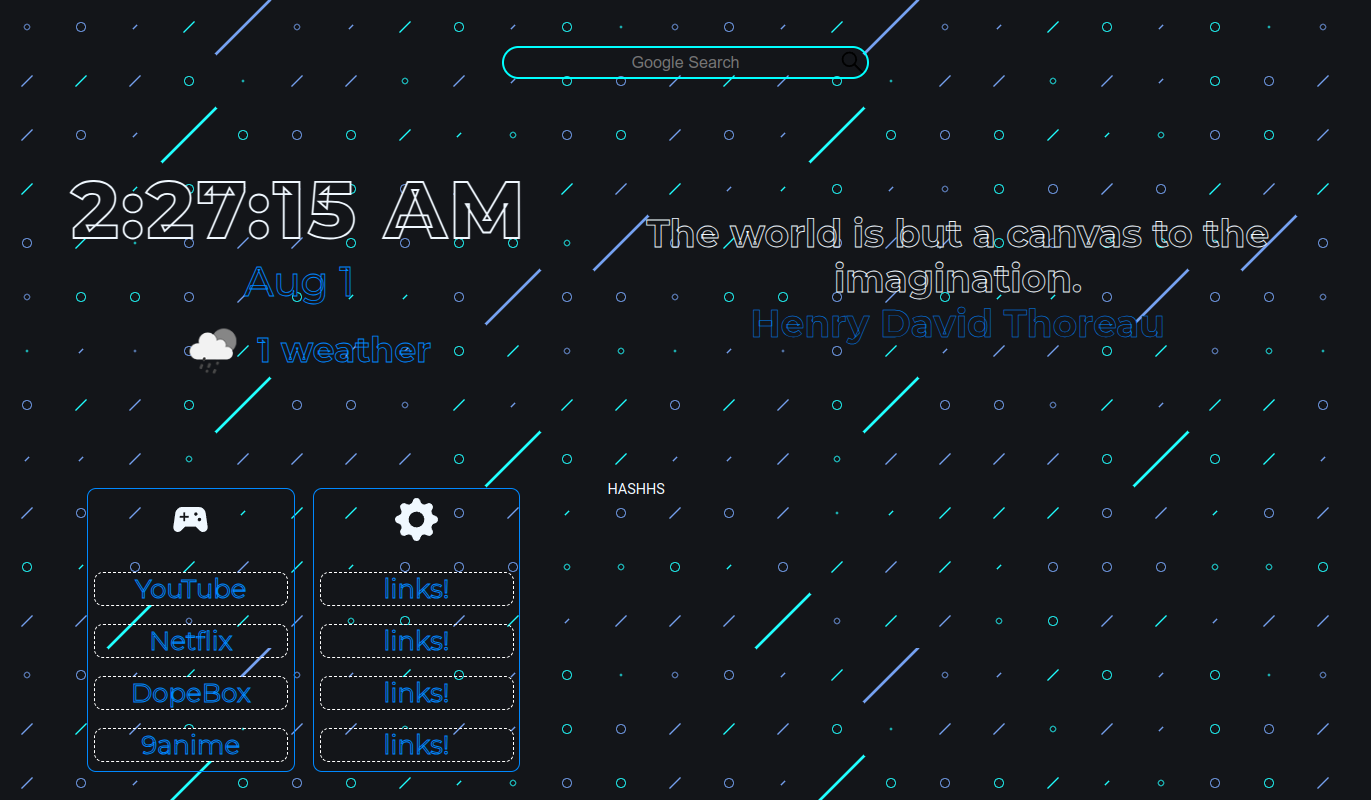 Google Search
2:27:15 AM
Aug 1
1 weather
The world is but a canvas to the
imagination.
Henry David Thoreau
HASHHS
YouTube
Netflix
DopeBox
9anime
links!
links!
links!
links!